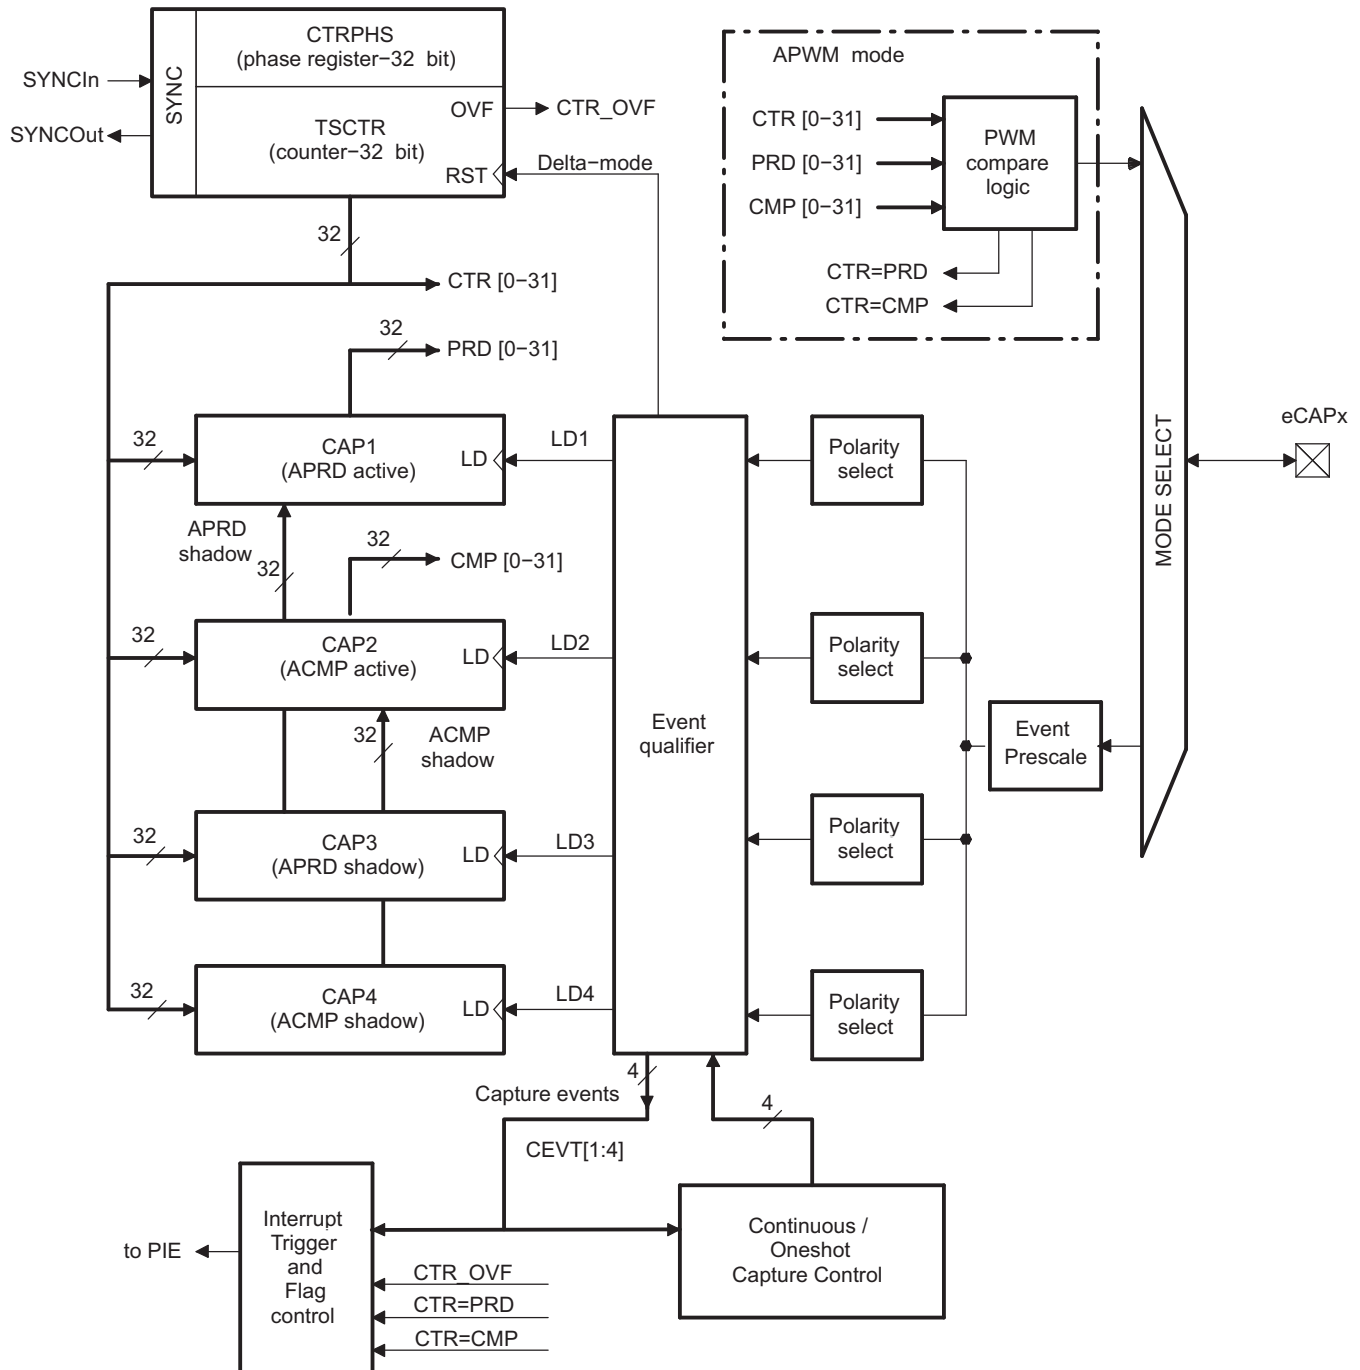 CTRPHS
(phase register−32 bit)
SYNC
SYNCIn
SYNCOut
OVF
CTR_OVF
TSCTR
(counter−32 bit)
RST
Delta−mode
32
CTR [0−31]
32
PRD [0−31]
APWM mode
CTR [0−31]
PRD [0−31]
CMP [0−31]
PWM
compare
logic
CTR=PRD
CTR=CMP
MODE SELECT
eCAPx
32
CAP1
(APRD active)
LD
LD1
Polarity
select
APRD
shadow
32
32
CMP [0−31]
32
CAP2
(ACMP active)
LD
LD2
Polarity
select
32
ACMP
shadow
Event
qualifier
Event
Prescale
32
CAP3
(APRD shadow)
LD
LD3
Polarity
select
32
CAP4
(ACMP shadow)
LD
LD4
Polarity
select
4
Capture events
CEVT[1:4]
4
Interrupt
Trigger
and
Flag
control
to PIE
CTR_OVF
CTR=PRD
CTR=CMP
Continuous /
Oneshot
Capture Control